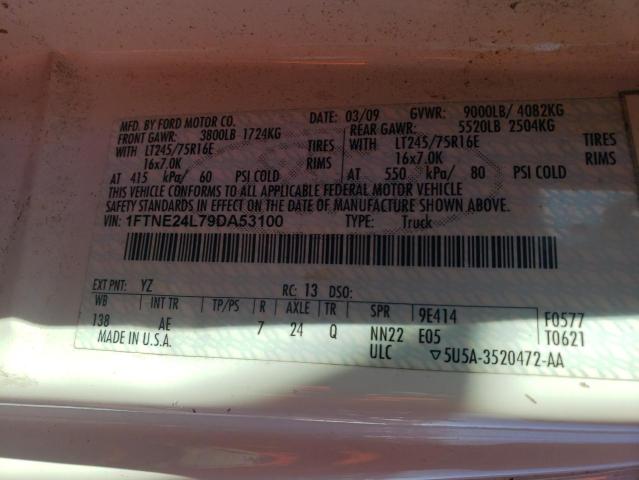 MFD. BY FORD MOTOR CO. DATE: 03/09 GVWR: 9000LB/ 4082KG
FRONT GAWR: 3800LB 1724KG REAR GAWR: 5520LB 2504KG
WITH LT245/75R16E TIRES WITH LT245/75R16E TIRES
16x7.0K RIMS 16x7.0K RIMS
AT 415 kPa/ 60 PSI COLD AT 550 kPa/ 80 PSI COLD
THIS VEHICLE CONFORMS TO ALL APPLICABLE FEDERAL MOTOR VEHICLE
SAFETY STANDARDS IN EFFECT ON THE DATE OF MANUFACTURE SHOWN ABOVE.
VIN: 1FTNE24L79DA53100 TYPE: Truck
EXT PNT: YZ RC: 13 DSO:
WB INT TR TP/PS R AXLE TR SPR 9E414 F0577
138 AE 7 24 Q NN22 E05 T0621
MADE IN U.S.A. ULC ▽5U5A-3520472-AA